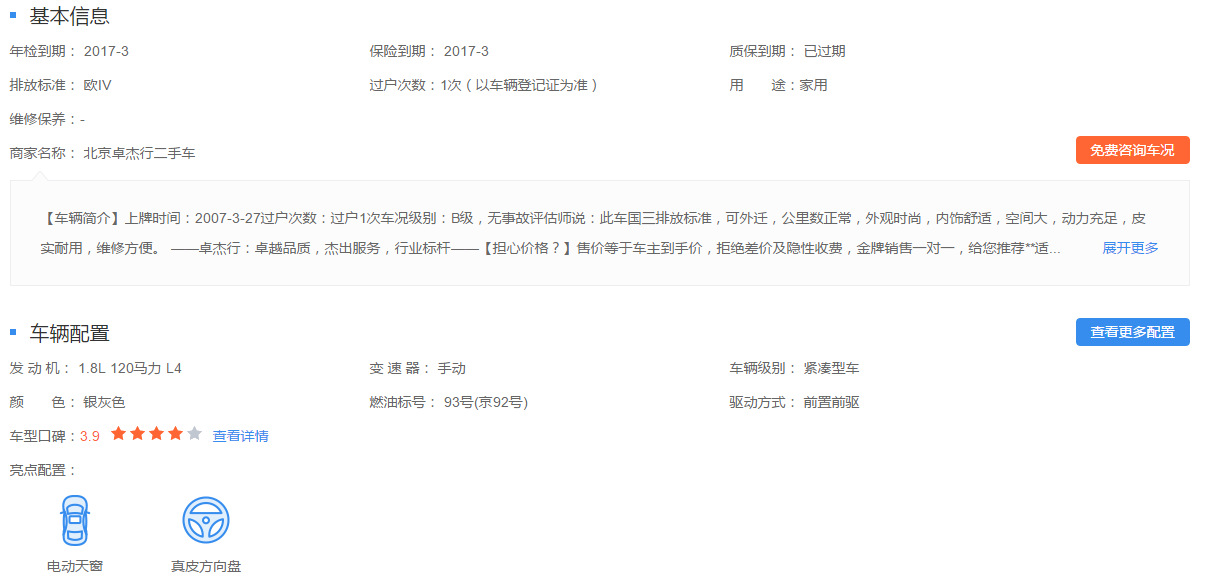 基本信息
年检到期： 2017-3 保险到期： 2017-3 质保到期： 已过期
排放标准： 欧IV 过户次数：1次（以车辆登记证为准） 用 途：家用
维修保养：-
商家名称： 北京卓杰行二手车 免费咨询车况
【车辆简介】上牌时间：2007-3-27过户次数：过户1次车况级别：B级，无事故评估师说：此车国三排放标准，可外迁，公里数正常，外观时尚，内饰舒适，空间大，动力充足，皮
实耐用，维修方便。 ——卓杰行：卓越品质，杰出服务，行业标杆——【担心价格？】售价等于车主到手价，拒绝差价及隐性收费，金牌销售一对一，给您推荐**适... 展开更多
车辆配置 查看更多配置
发 动 机： 1.8L 120马力 L4 变 速 器： 手动 车辆级别： 紧凑型车
颜 色： 银灰色 燃油标号： 93号(京92号) 驱动方式： 前置前驱
车型口碑：3.9 查看详情
亮点配置：
电动天窗 真皮方向盘